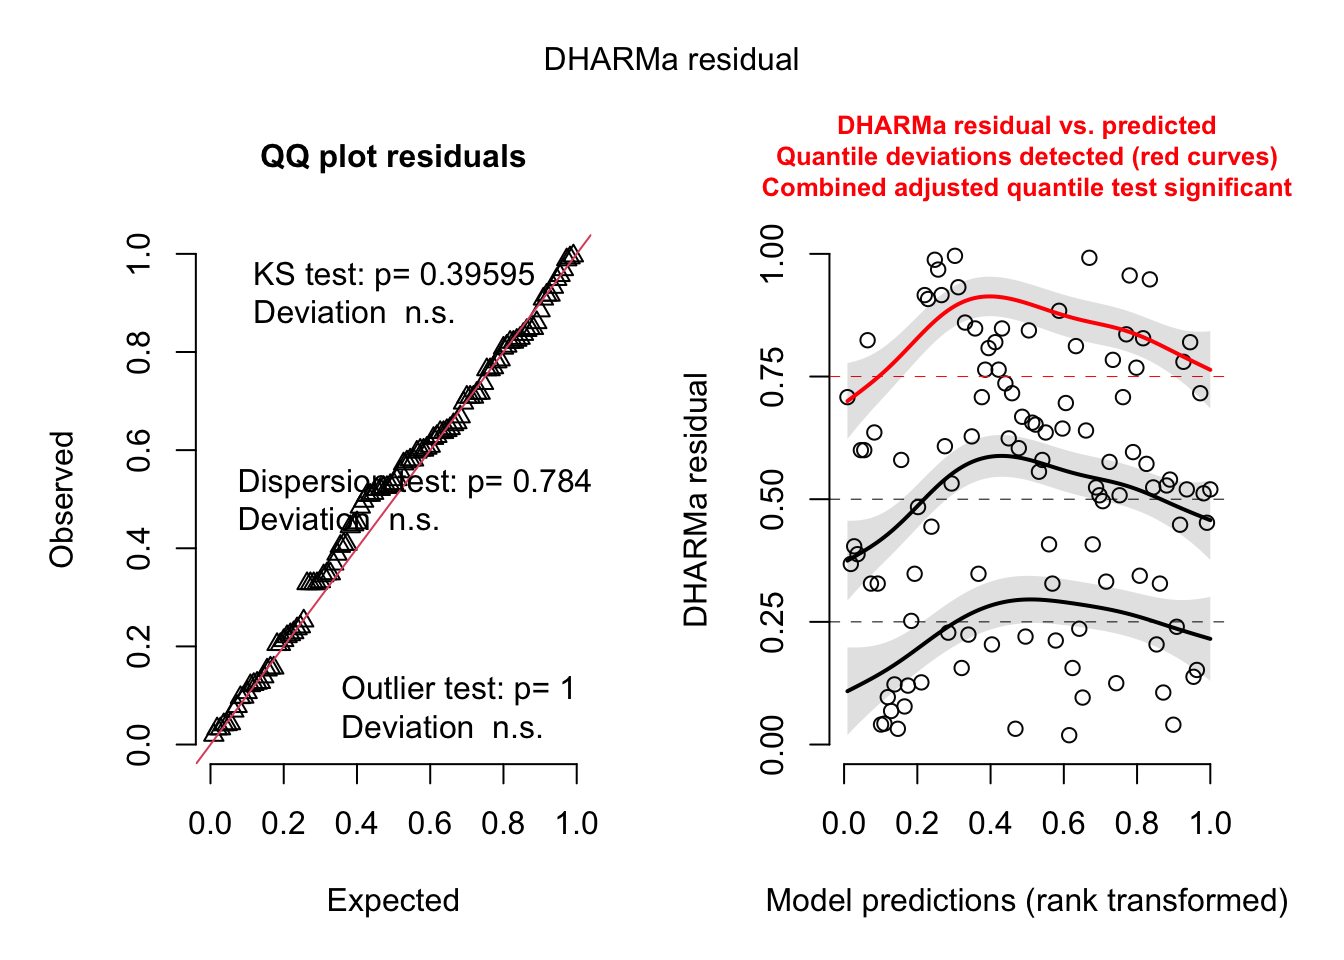 DHARMa residual
QQ plot residuals
KS test: p= 0.39595
Deviation  n.s.
Dispersion test: p= 0.784
Deviation  n.s.
Outlier test: p= 1
Deviation  n.s.
Observed
0.0 0.2 0.4 0.6 0.8 1.0
0.0 0.2 0.4 0.6 0.8 1.0
Expected
DHARMa residual vs. predicted
Quantile deviations detected (red curves)
Combined adjusted quantile test significant
DHARMa residual
0.00 0.25 0.50 0.75 1.00
0.0 0.2 0.4 0.6 0.8 1.0
Model predictions (rank transformed)